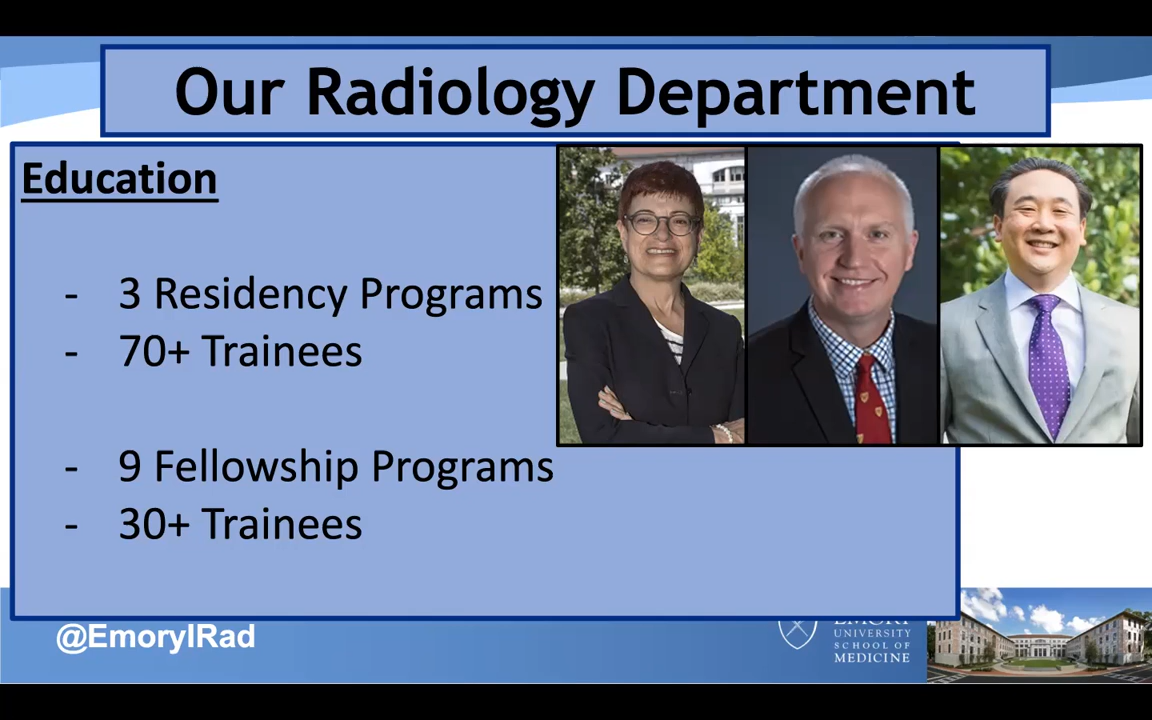 Our Radiology Department
Education
- 3 Residency Programs
- 70+ Trainees
- 9 Fellowship Programs
- 30+ Trainees
@EmoryIRad
EMORY
UNIVERSITY
SCHOOL OF
MEDICINE